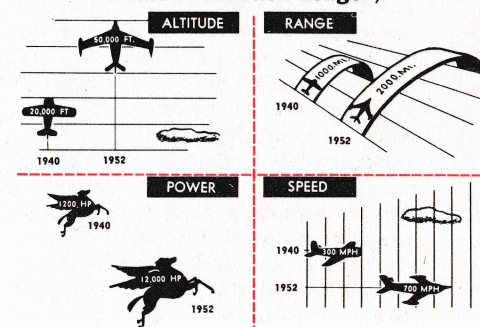 ALTITUDE
50,000 FT.
20,000 FT
1940
1952
RANGE
1000 MI.
2000 MI.
1940
1952
POWER
1200 HP
1940
12,000 HP
1952
SPEED
1940
300 MPH
1952
700 MPH